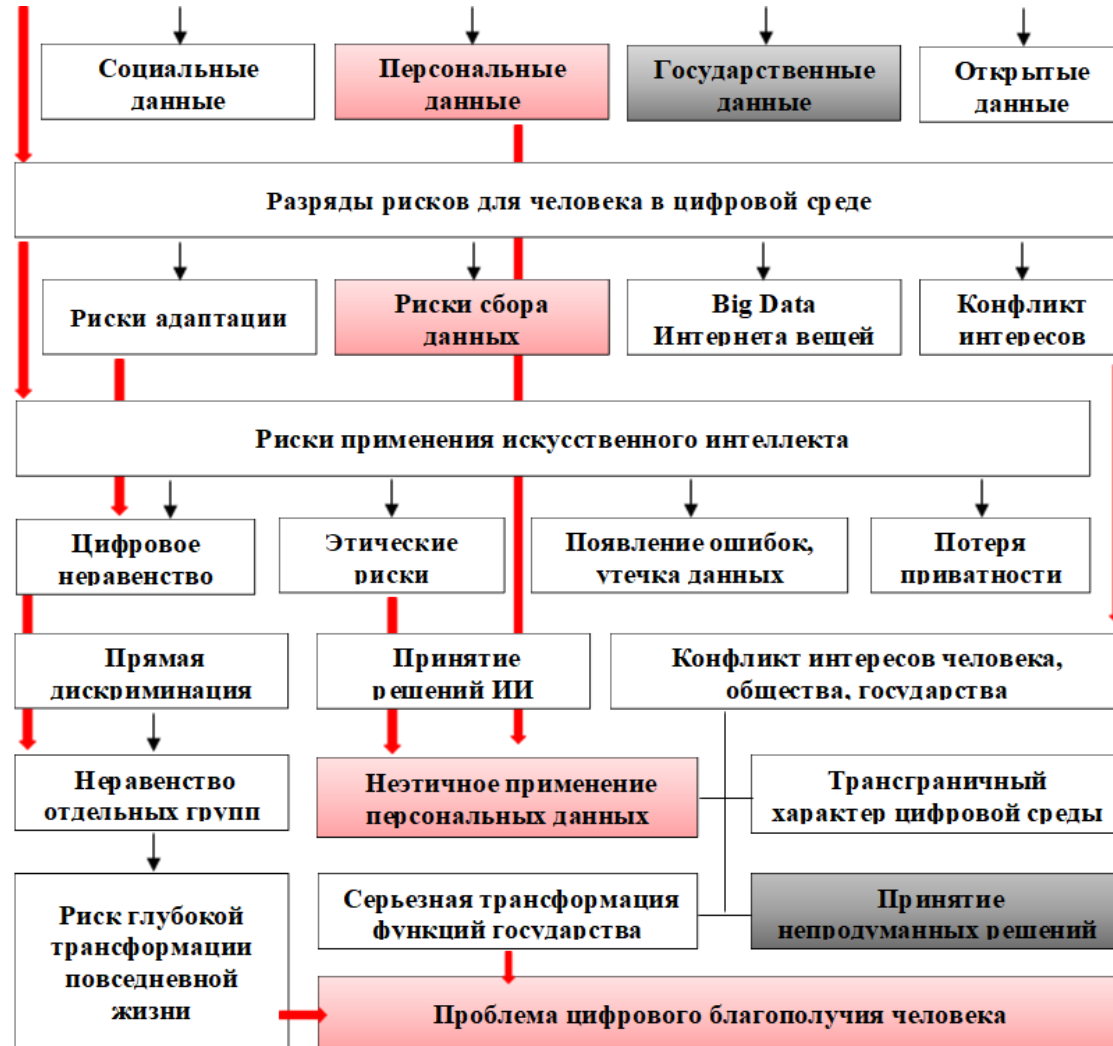 Социальные
данные
Персональные
данные
Государственные
данные
Открытые
данные
Разряды рисков для человека в цифровой среде
Риски адаптации
Риски сбора
данных
Big Data
Интернета вещей
Конфликт
интересов
Риски применения искусственного интеллекта
Цифровое
неравенство
Этические
риски
Появление ошибок,
утечка данных
Потеря
приватности
Прямая
дискриминация
Принятие
решений ИИ
Конфликт интересов человека,
общества, государства
Неравенство
отдельных групп
Неэтичное применение
персональных данных
Трансграничный
характер цифровой среды
Риск глубокой
трансформации
повседневной
жизни
Серьезная трансформация
функций государства
Принятие
непродуманных решений
Проблема цифрового благополучия человека